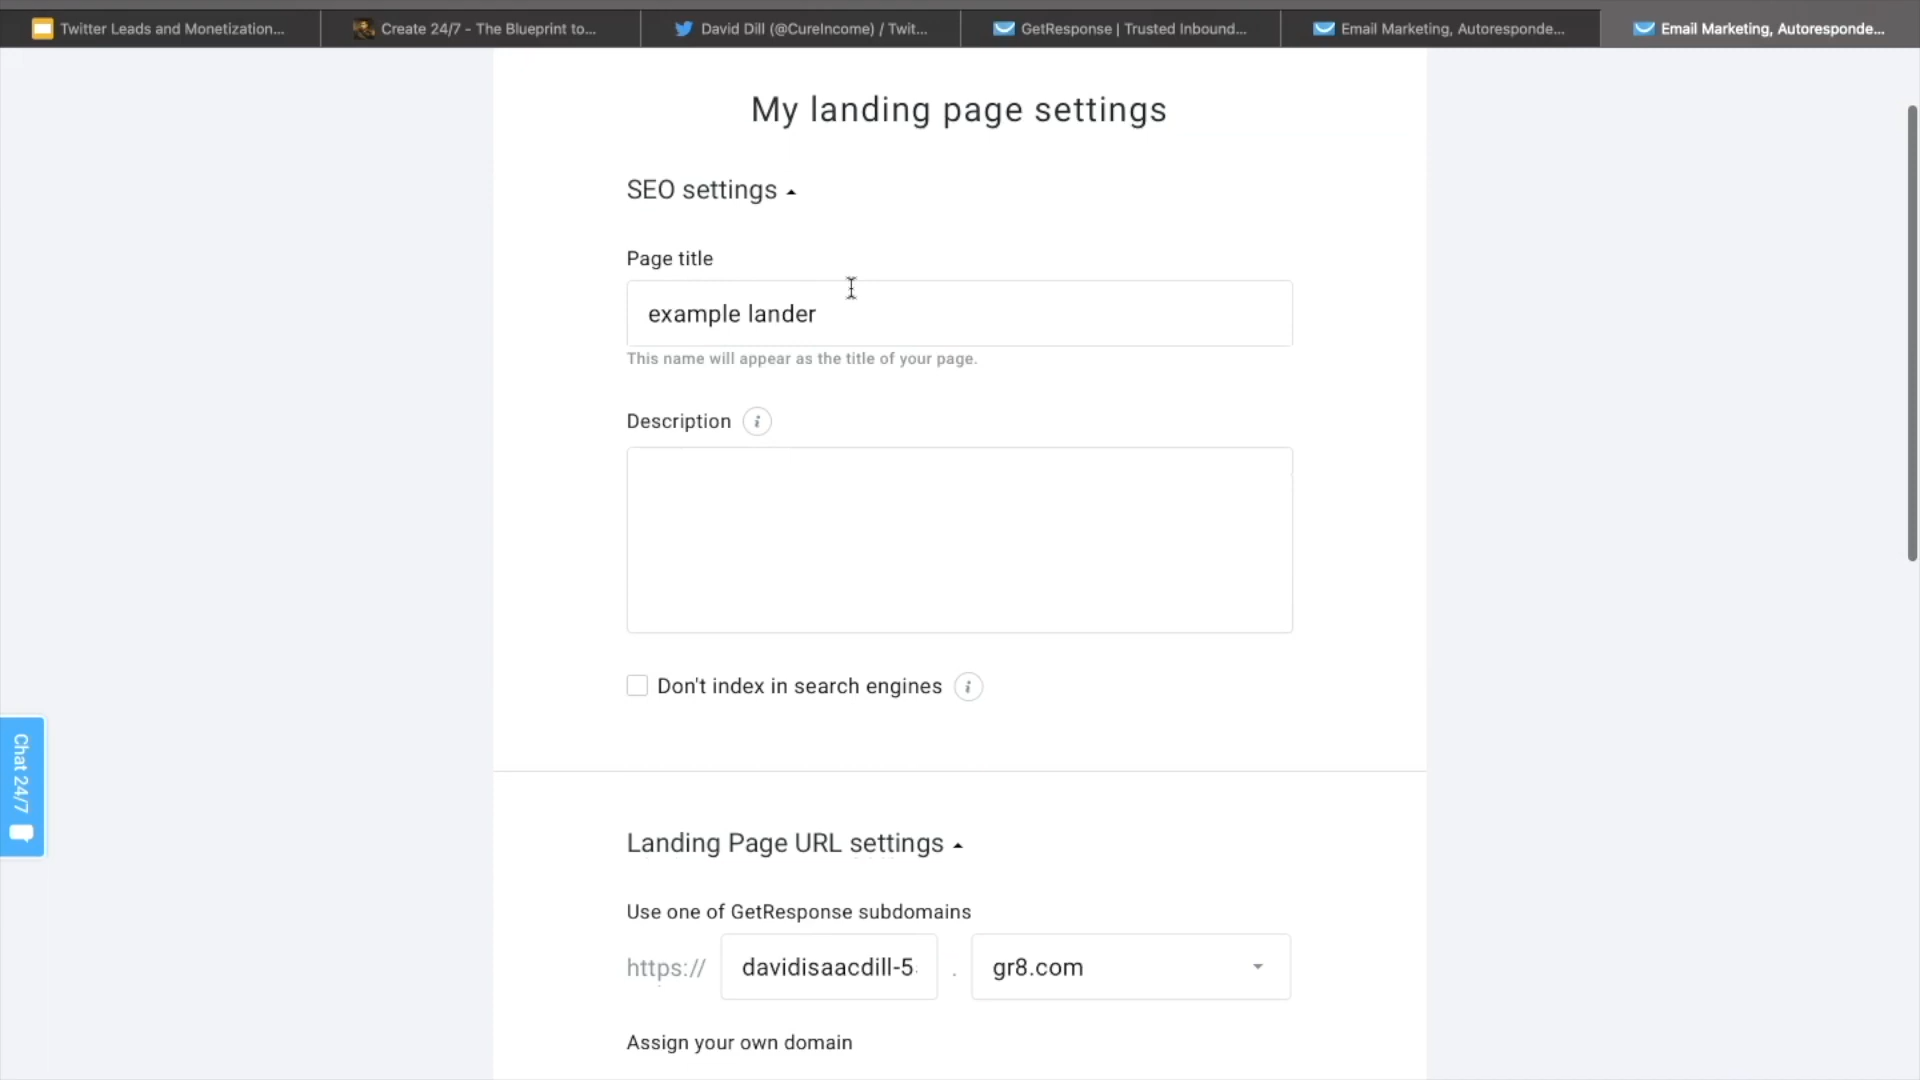 Twitter Leads and Monetization...
Create 24/7 - The Blueprint to...
David Dill (@CureIncome) / Twit...
GetResponse | Trusted Inbound...
Email Marketing, Autoresponde...
Email Marketing, Autoresponde...
My landing page settings
SEO settings
Page title
example lander
This name will appear as the title of your page.
Description i
Don't index in search engines i
Chat 24/7
Landing Page URL settings
Use one of GetResponse subdomains
https:// davidisaacdill-5 . gr8.com
Assign your own domain